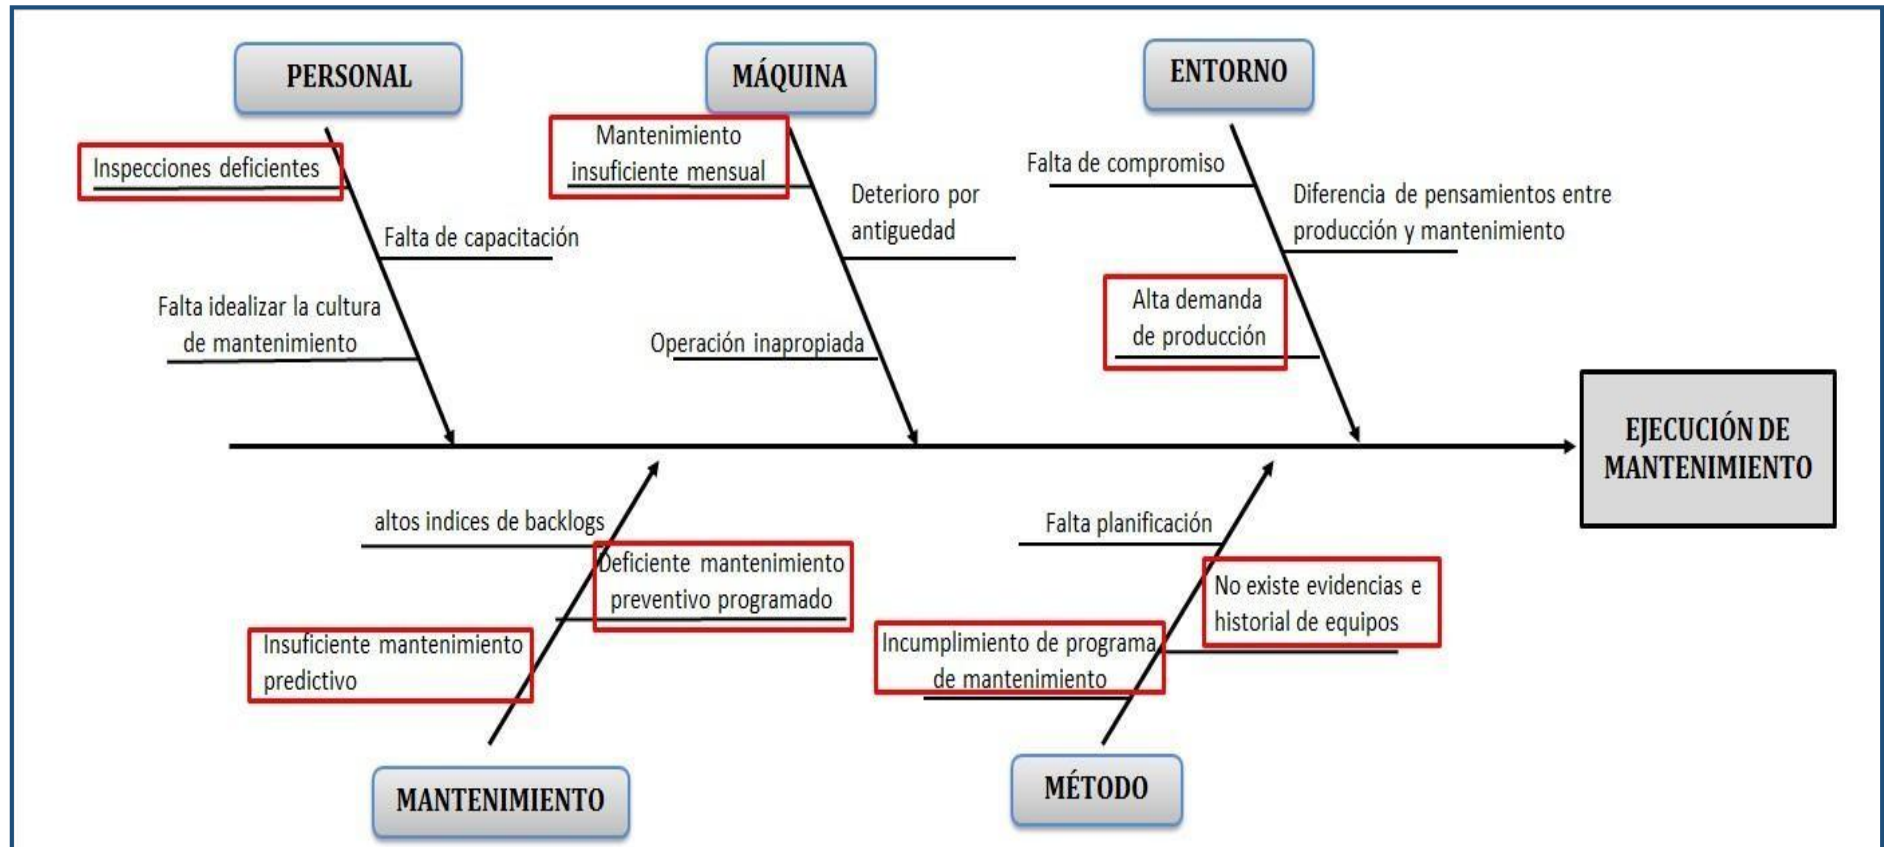 PERSONAL
MÁQUINA
ENTORNO
Inspecciones deficientes
Falta de capacitación
Falta idealizar la cultura
de mantenimiento
Mantenimiento
insuficiente mensual
Deterioro por
antiguedad
Operación inapropiada
Falta de compromiso
Diferencia de pensamientos entre
producción y mantenimiento
Alta demanda
de producción
EJECUCIÓN DE
MANTENIMIENTO
altos indices de backlogs
Deficiente mantenimiento
preventivo programado
Insuficiente mantenimiento
predictivo
Falta planificación
No existe evidencias e
historial de equipos
Incumplimiento de programa
de mantenimiento
MANTENIMIENTO
MÉTODO